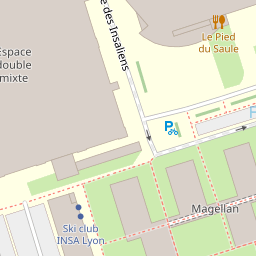 e des Insaliens
Le Pied
du Saule
Espace
double
mixte
P
Magellan
Ski club
INSA Lyon